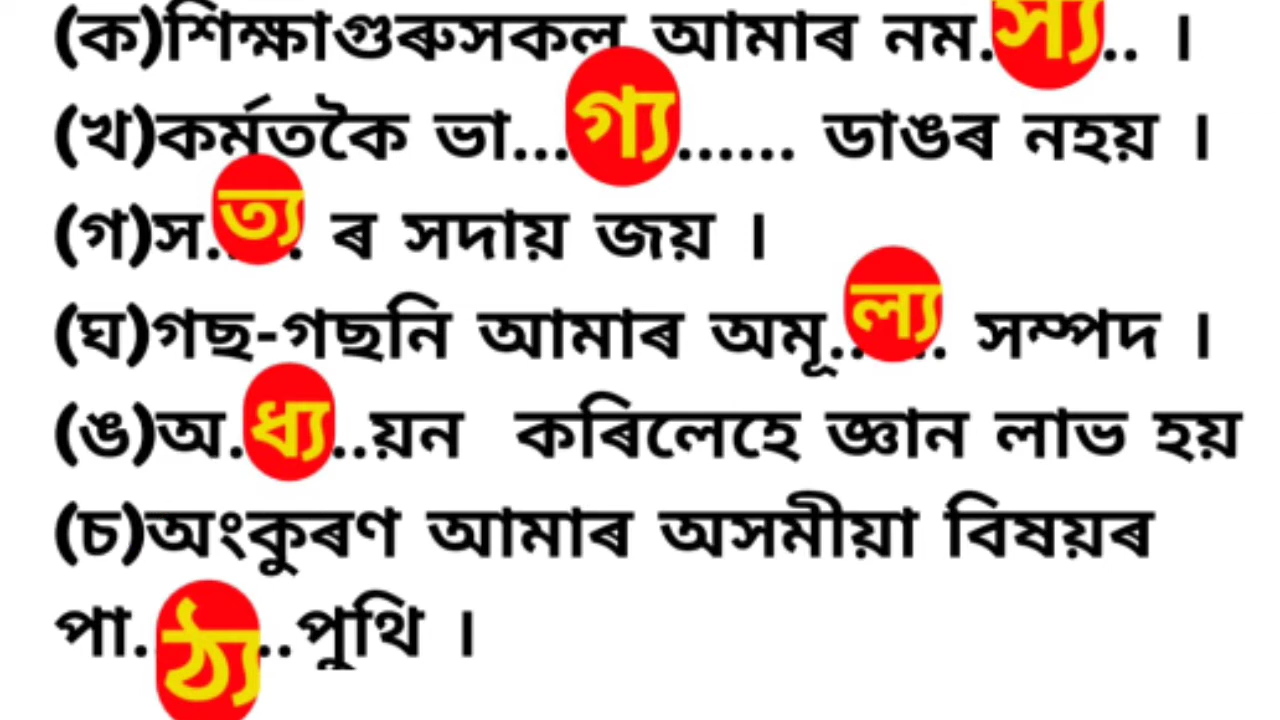 (ক)শিক্ষাগুৰুসকল আমাৰ নম.স্য.. ।
(খ)কৰ্মতকৈ ভা...গ্য...... ডাঙৰ নহয় ।
(গ)স.ত্য. ৰ সদায় জয় ।
(ঘ)গছ-গছনি আমাৰ অমূ..ল্য. সম্পদ ।
(ঙ)অ.ধ্য..য়ন কৰিলেহে জ্ঞান লাভ হয়
(চ)অংকুৰণ আমাৰ অসমীয়া বিষয়ৰ
পা.ঠ্য..পুথি ।